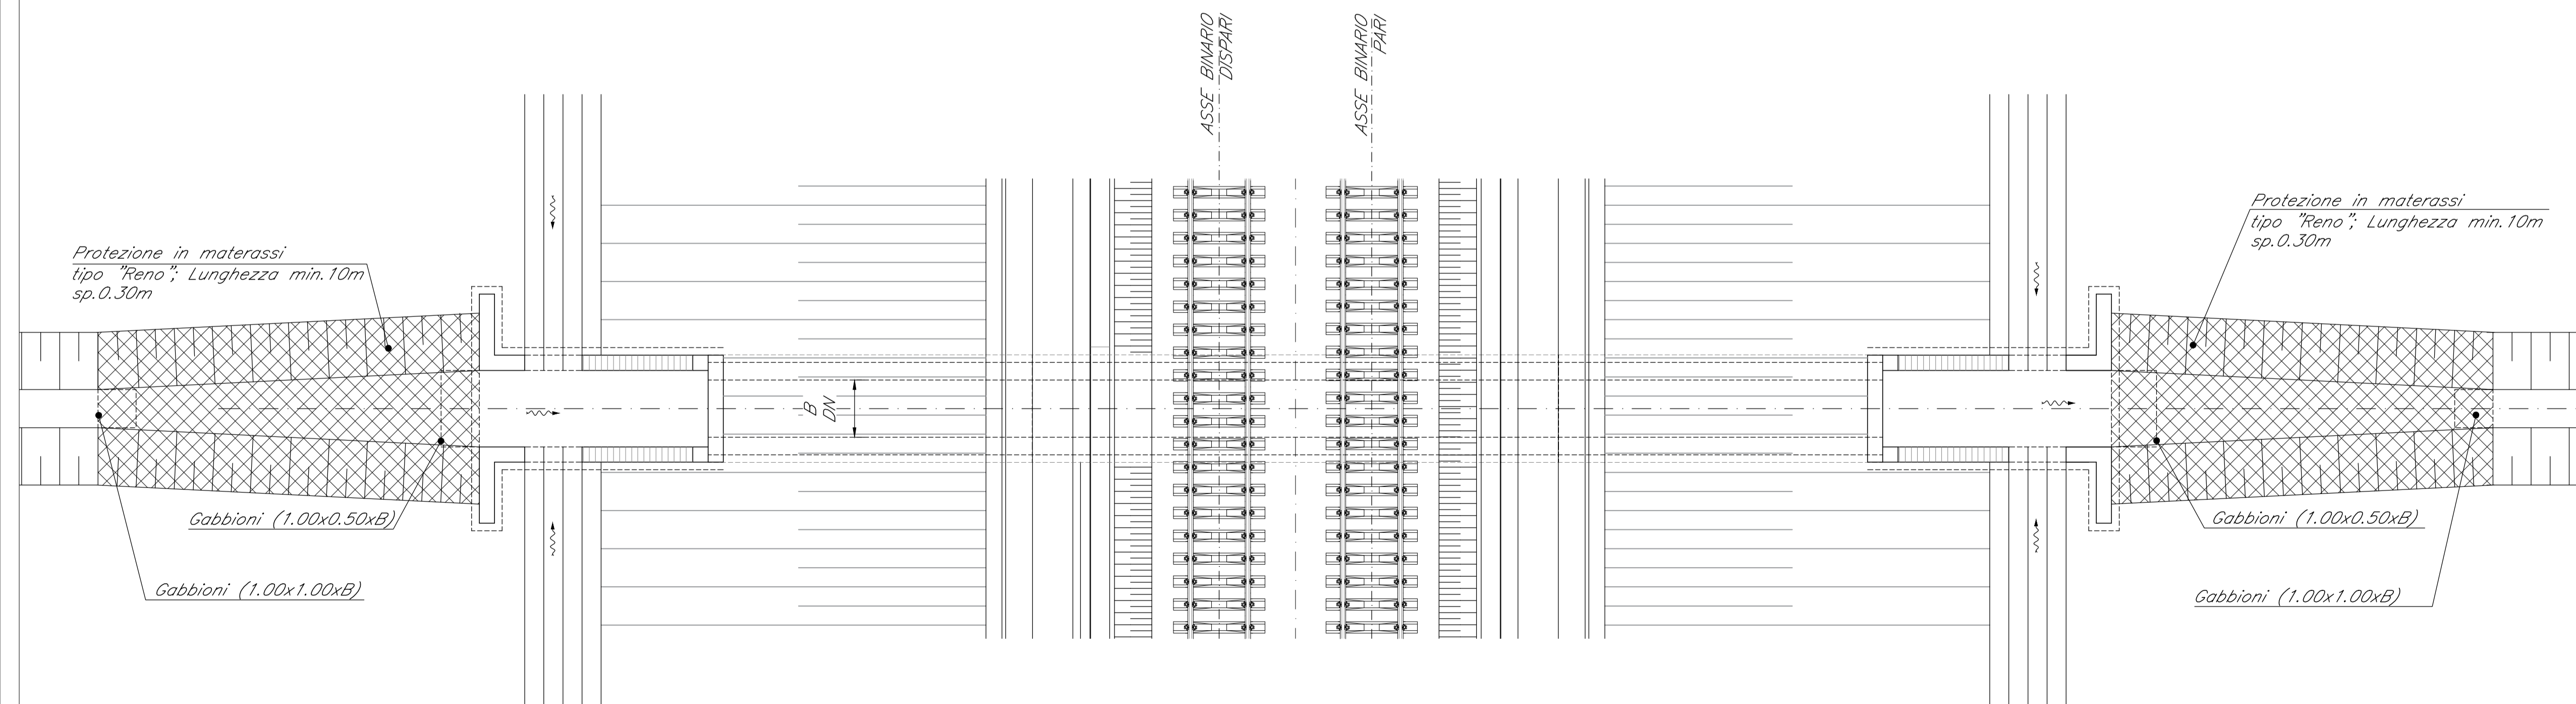 ASSE BINARIO
DISPARI
ASSE BINARIO
PARI
Protezione in materassi
tipo "Reno"; Lunghezza min.10m
sp.0.30m
Protezione in materassi
tipo "Reno"; Lunghezza min.10m
sp.0.30m
B
DN
Gabbioni (1.00x0.50xB)
Gabbioni (1.00x1.00xB)
Gabbioni (1.00x0.50xB)
Gabbioni (1.00x1.00xB)